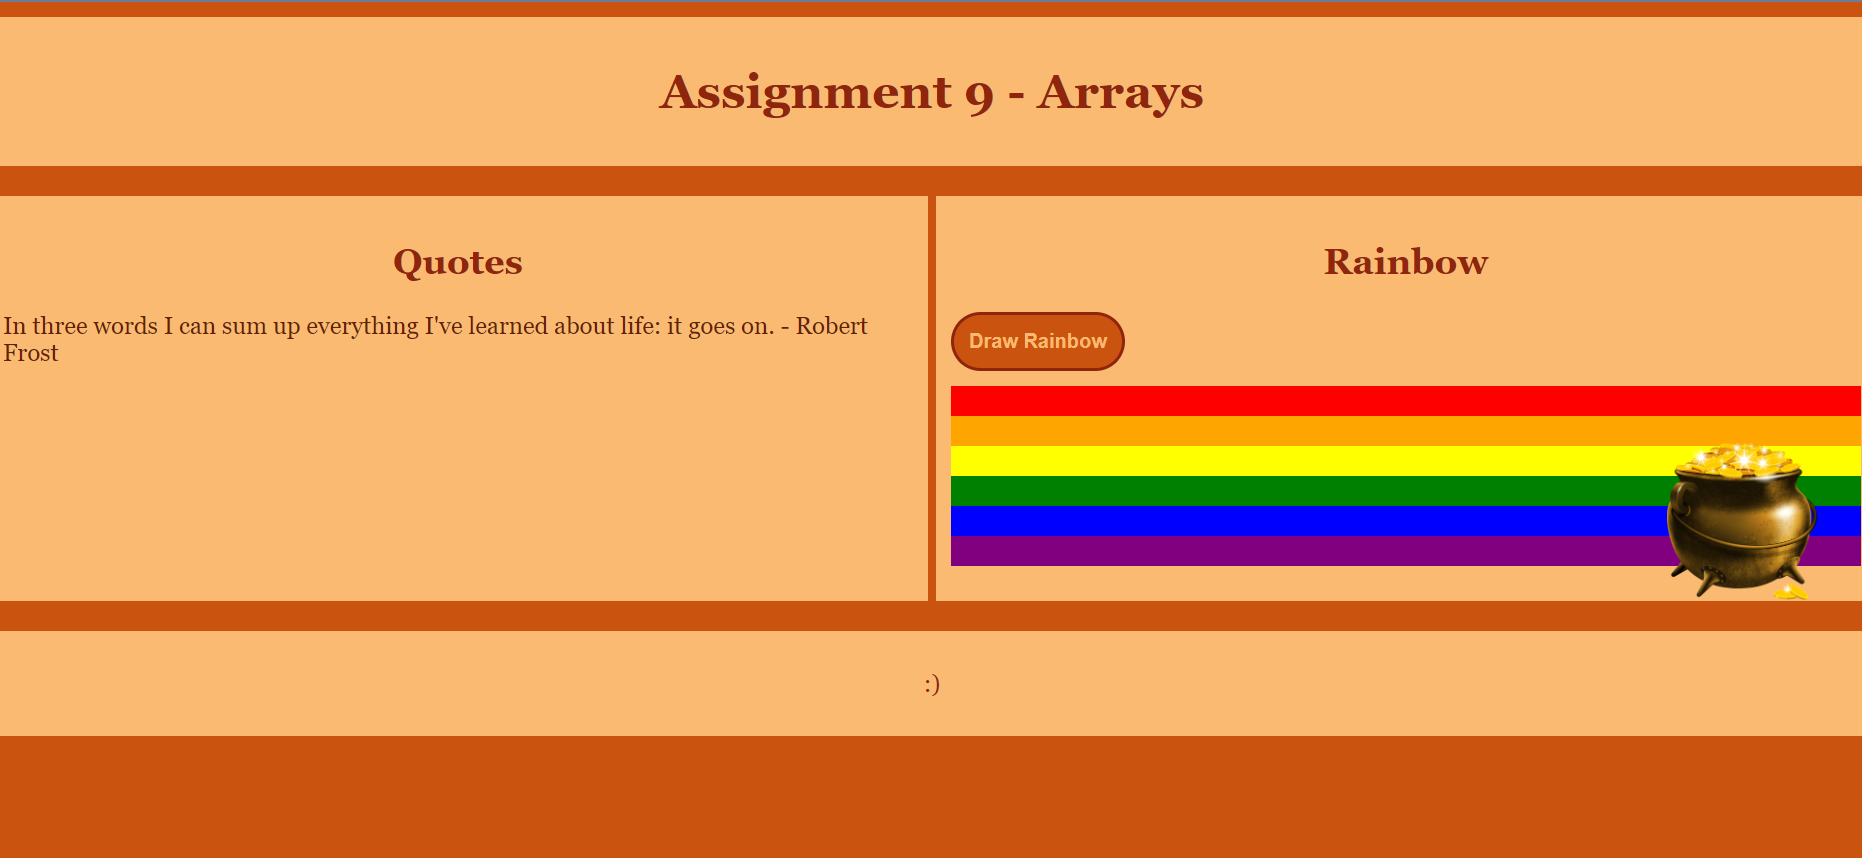 Assignment 9 - Arrays
Quotes
In three words I can sum up everything I've learned about life: it goes on. - Robert
Frost
Rainbow
Draw Rainbow
:)